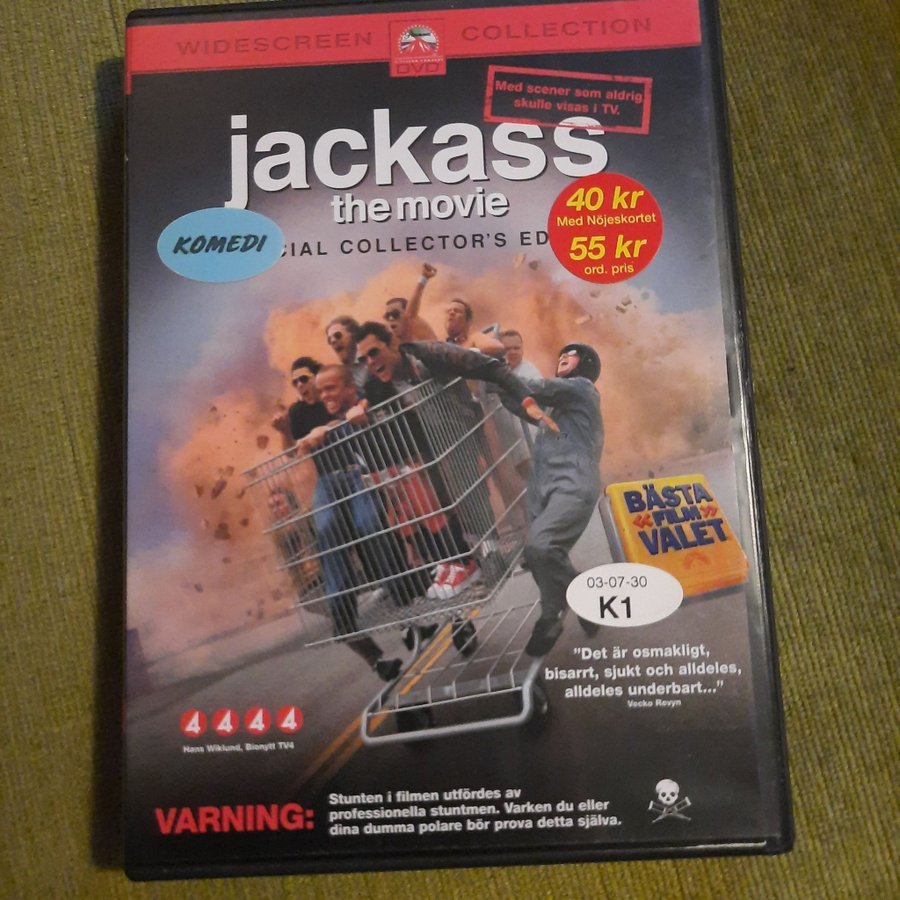 WIDESCREEN COLLECTION
DVD
Med scener som aldrig
skulle visas i TV.
jackass
the movie
KOMEDI
CIAL COLLECTOR'S ED
40 kr
Med Nöjeskortet
55 kr
ord. pris
BÄSTA
«FILM»
VALET
03-07-30
K1
"Det är osmakligt,
bisarrt, sjukt och alldeles,
alldeles underbart..."
Vecko Revyn
4 4 4 4
Hans Wiklund, Bionytt TV4
VARNING:
Stunten i filmen utfördes av
professionella stuntmen. Varken du eller
dina dumma polare bör prova detta själva.